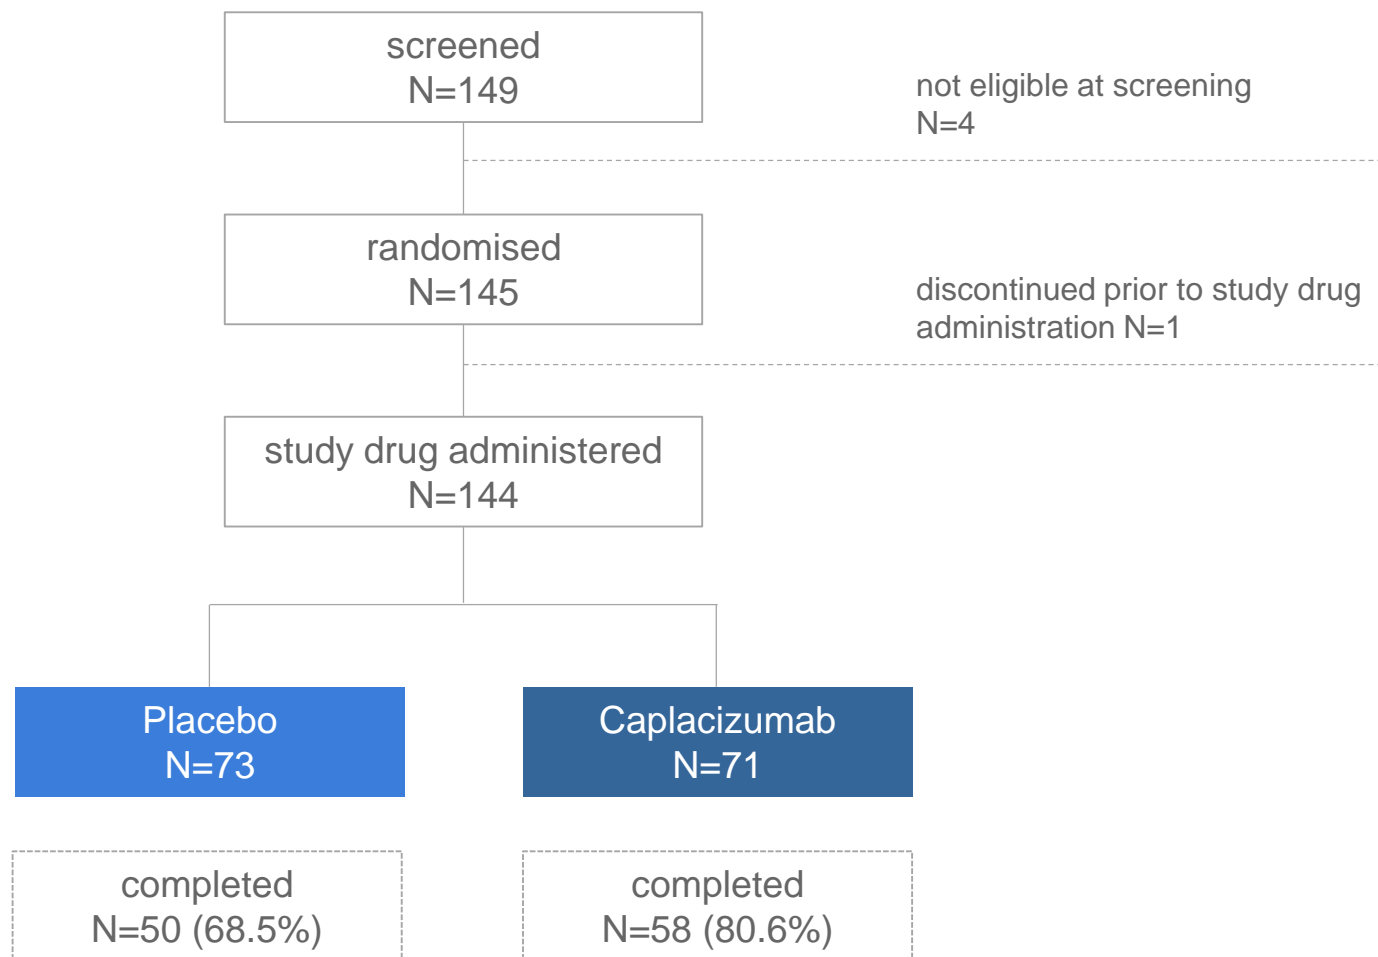 screened
N=149
not eligible at screening
N=4
randomised
N=145
discontinued prior to study drug
administration N=1
study drug administered
N=144
Placebo
N=73
Caplacizumab
N=71
completed
N=50 (68.5%)
completed
N=58 (80.6%)